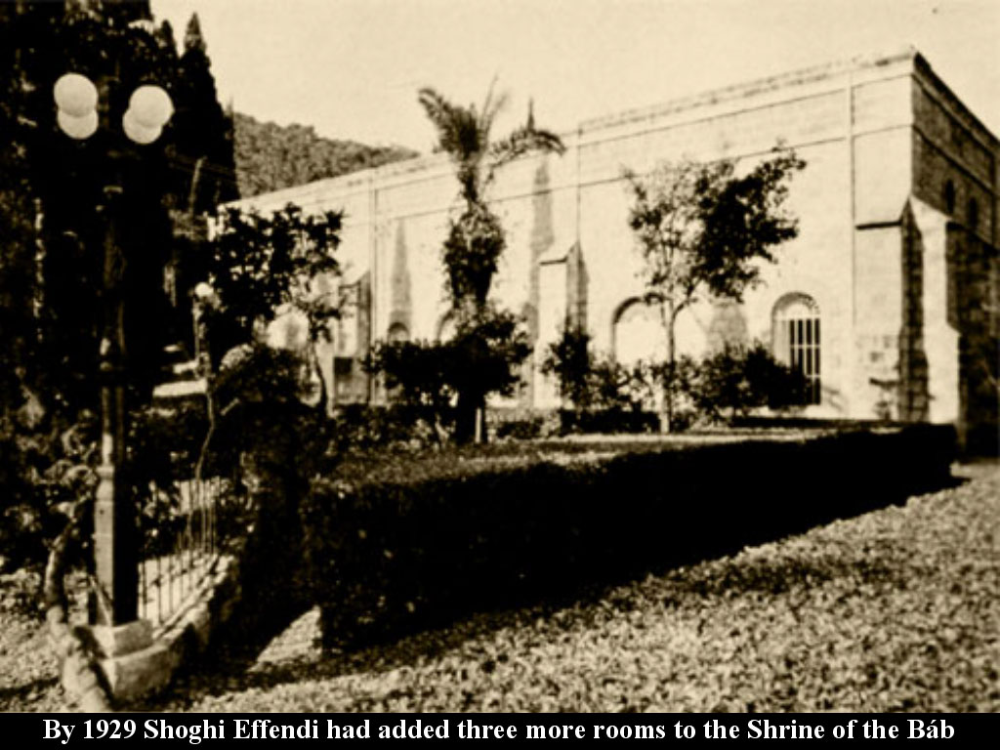 By 1929 Shoghi Effendi had added three more rooms to the Shrine of the Báb